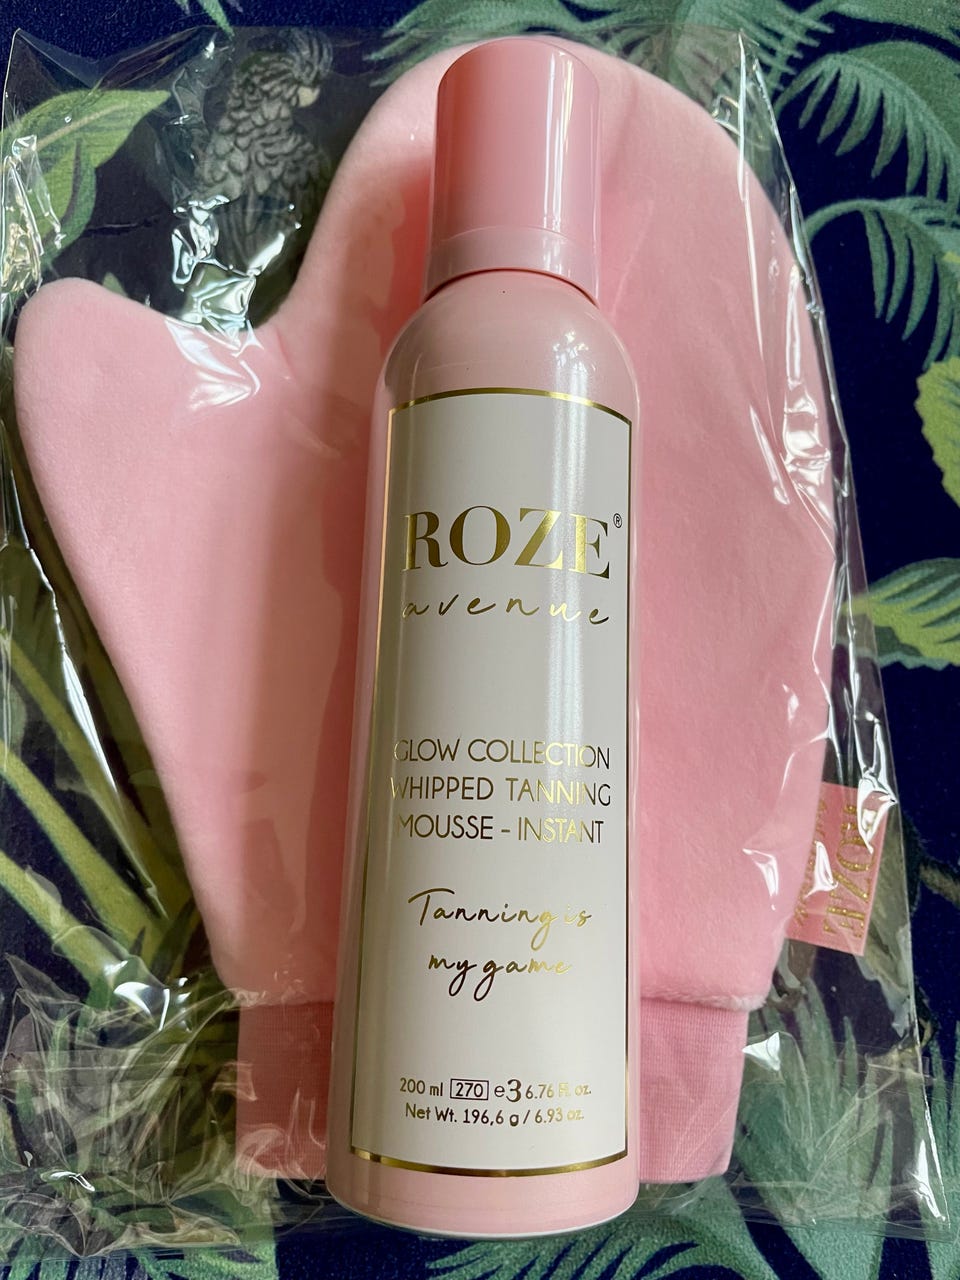 ROZE®
avenue
GLOW COLLECTION
WHIPPED TANNING
MOUSSE - INSTANT
Tanning is
my game
200 ml 270 e 3 6.76 fl. oz.
Net Wt. 196,6 g / 6.93 oz.
ROZE